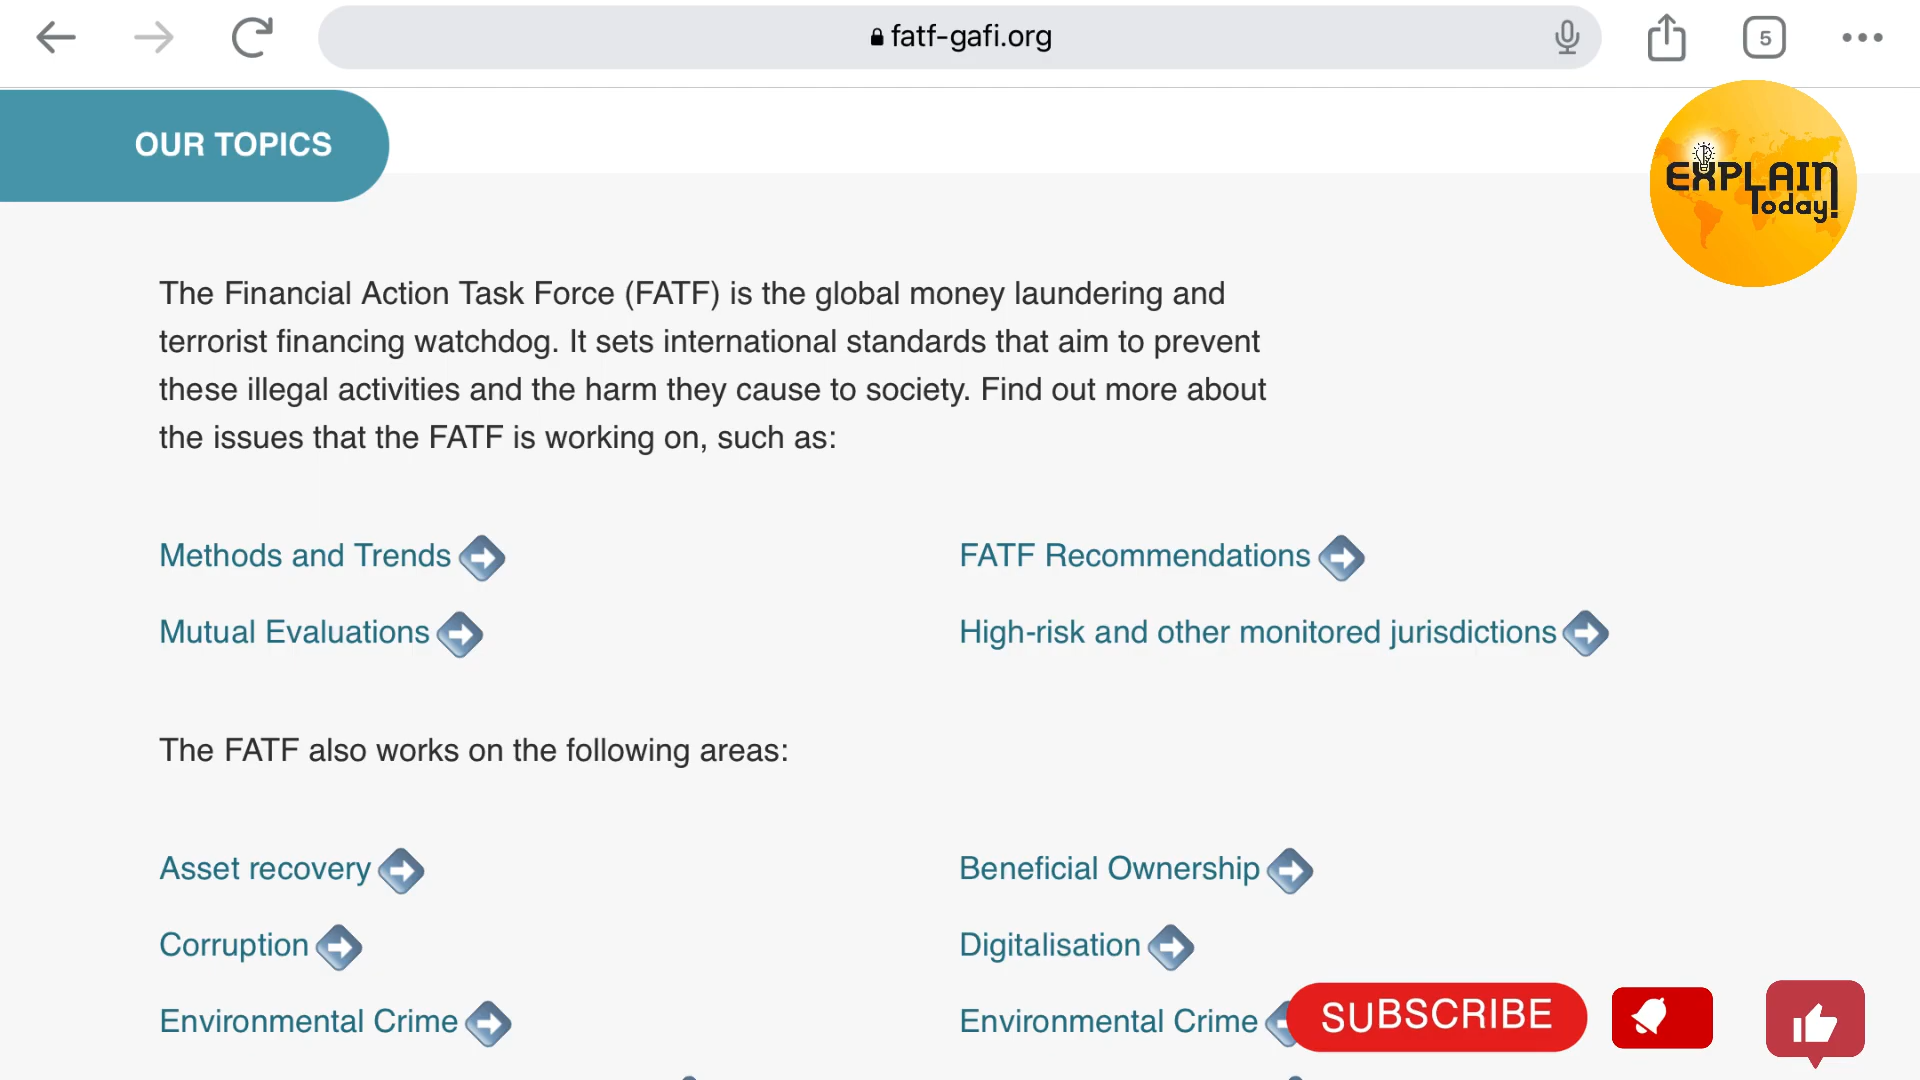 fatf-gafi.org
5
OUR TOPICS
EXPLAIN
Today!
The Financial Action Task Force (FATF) is the global money laundering and
terrorist financing watchdog. It sets international standards that aim to prevent
these illegal activities and the harm they cause to society. Find out more about
the issues that the FATF is working on, such as:
Methods and Trends
FATF Recommendations
Mutual Evaluations
High-risk and other monitored jurisdictions
The FATF also works on the following areas:
Asset recovery
Beneficial Ownership
Corruption
Digitalisation
Environmental Crime
Environmental Crime
SUBSCRIBE